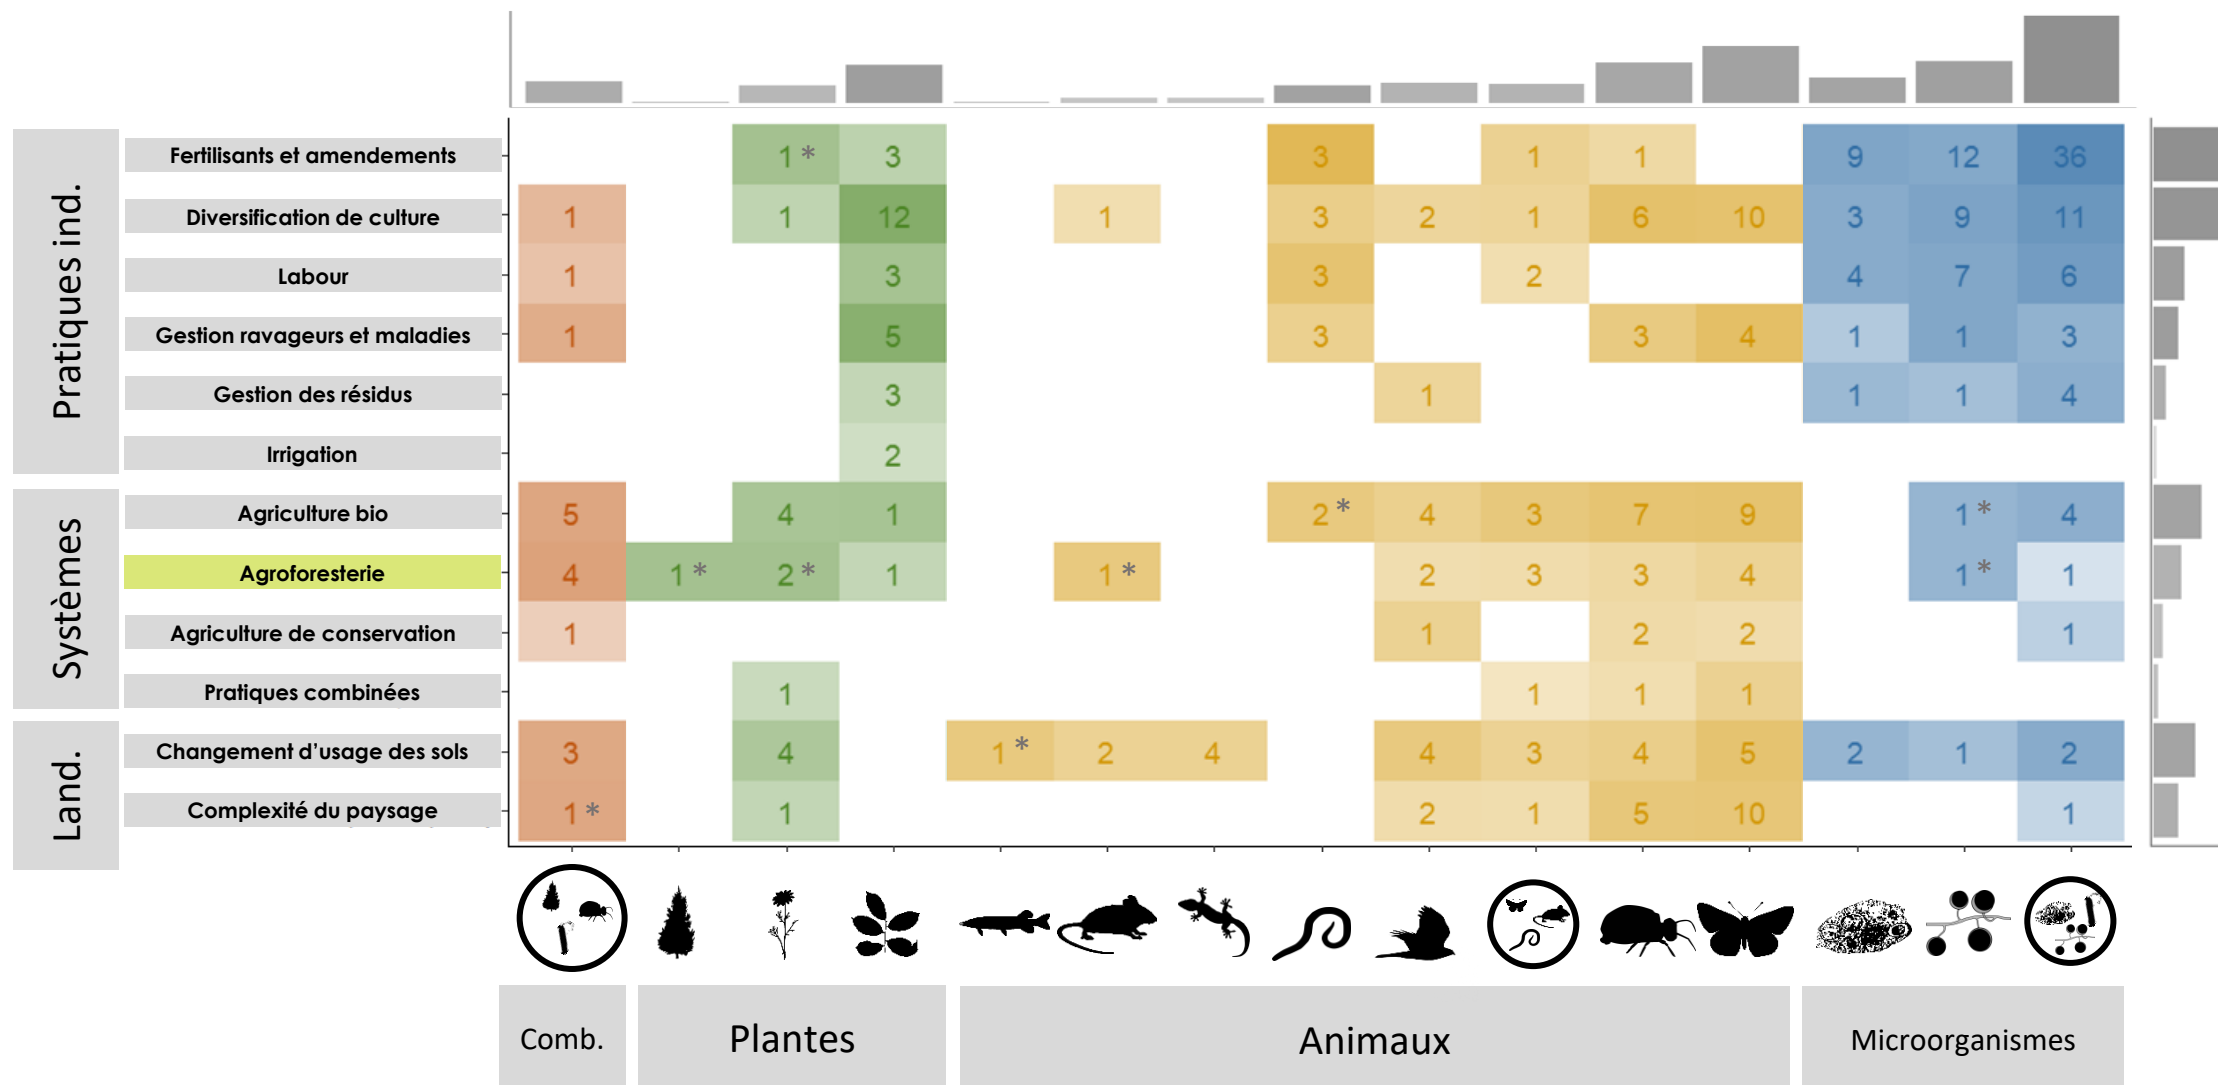 Pratiques ind.
Fertilisants et amendements 1 * 3 3 1 1 9 12 36
Diversification de culture 1 1 12 1 3 2 1 6 10 3 9 11
Labour 1 3 3 2 4 7 6
Gestion ravageurs et maladies 1 5 3 3 4 1 1 3
Gestion des résidus 3 1 1 1 4
Irrigation 2
Systèmes
Agriculture bio 5 4 1 2 * 4 3 7 9 1 * 4
Agroforesterie 4 1 * 2 * 1 1 * 2 3 3 4 1 * 1
Agriculture de conservation 1 1 2 2 1
Pratiques combinées 1 1 1 1
Land.
Changement d'usage des sols 3 4 1 * 2 4 4 3 4 5 2 1 2
Complexité du paysage 1 * 1 2 1 5 10 1
Comb. Plantes Animaux Microorganismes